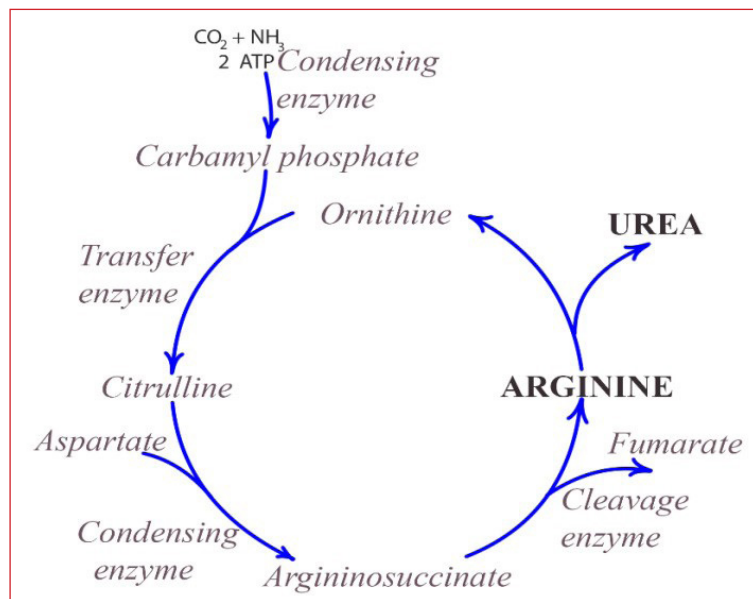 CO₂ + NH₃
2 ATP
Condensing
enzyme
Carbamyl phosphate
Ornithine
UREA
Transfer
enzyme
Citrulline
ARGININE
Aspartate
Fumarate
Cleavage
enzyme
Condensing
enzyme
Argininosuccinate